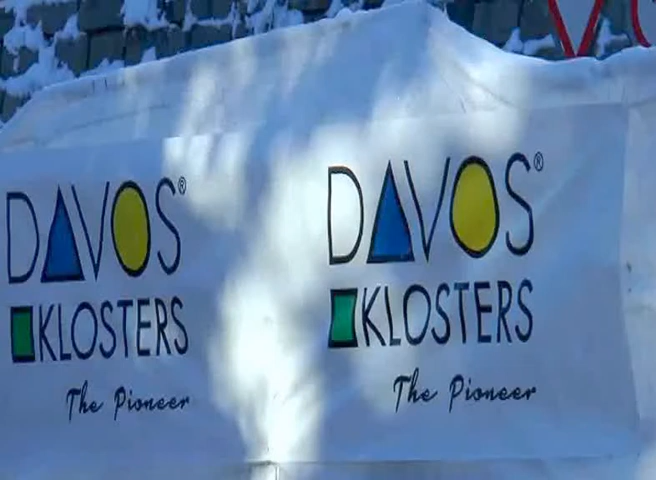 DAVOS®
KLOSTERS
The Pioneer
DAVOS®
KLOSTERS
The Pioneer